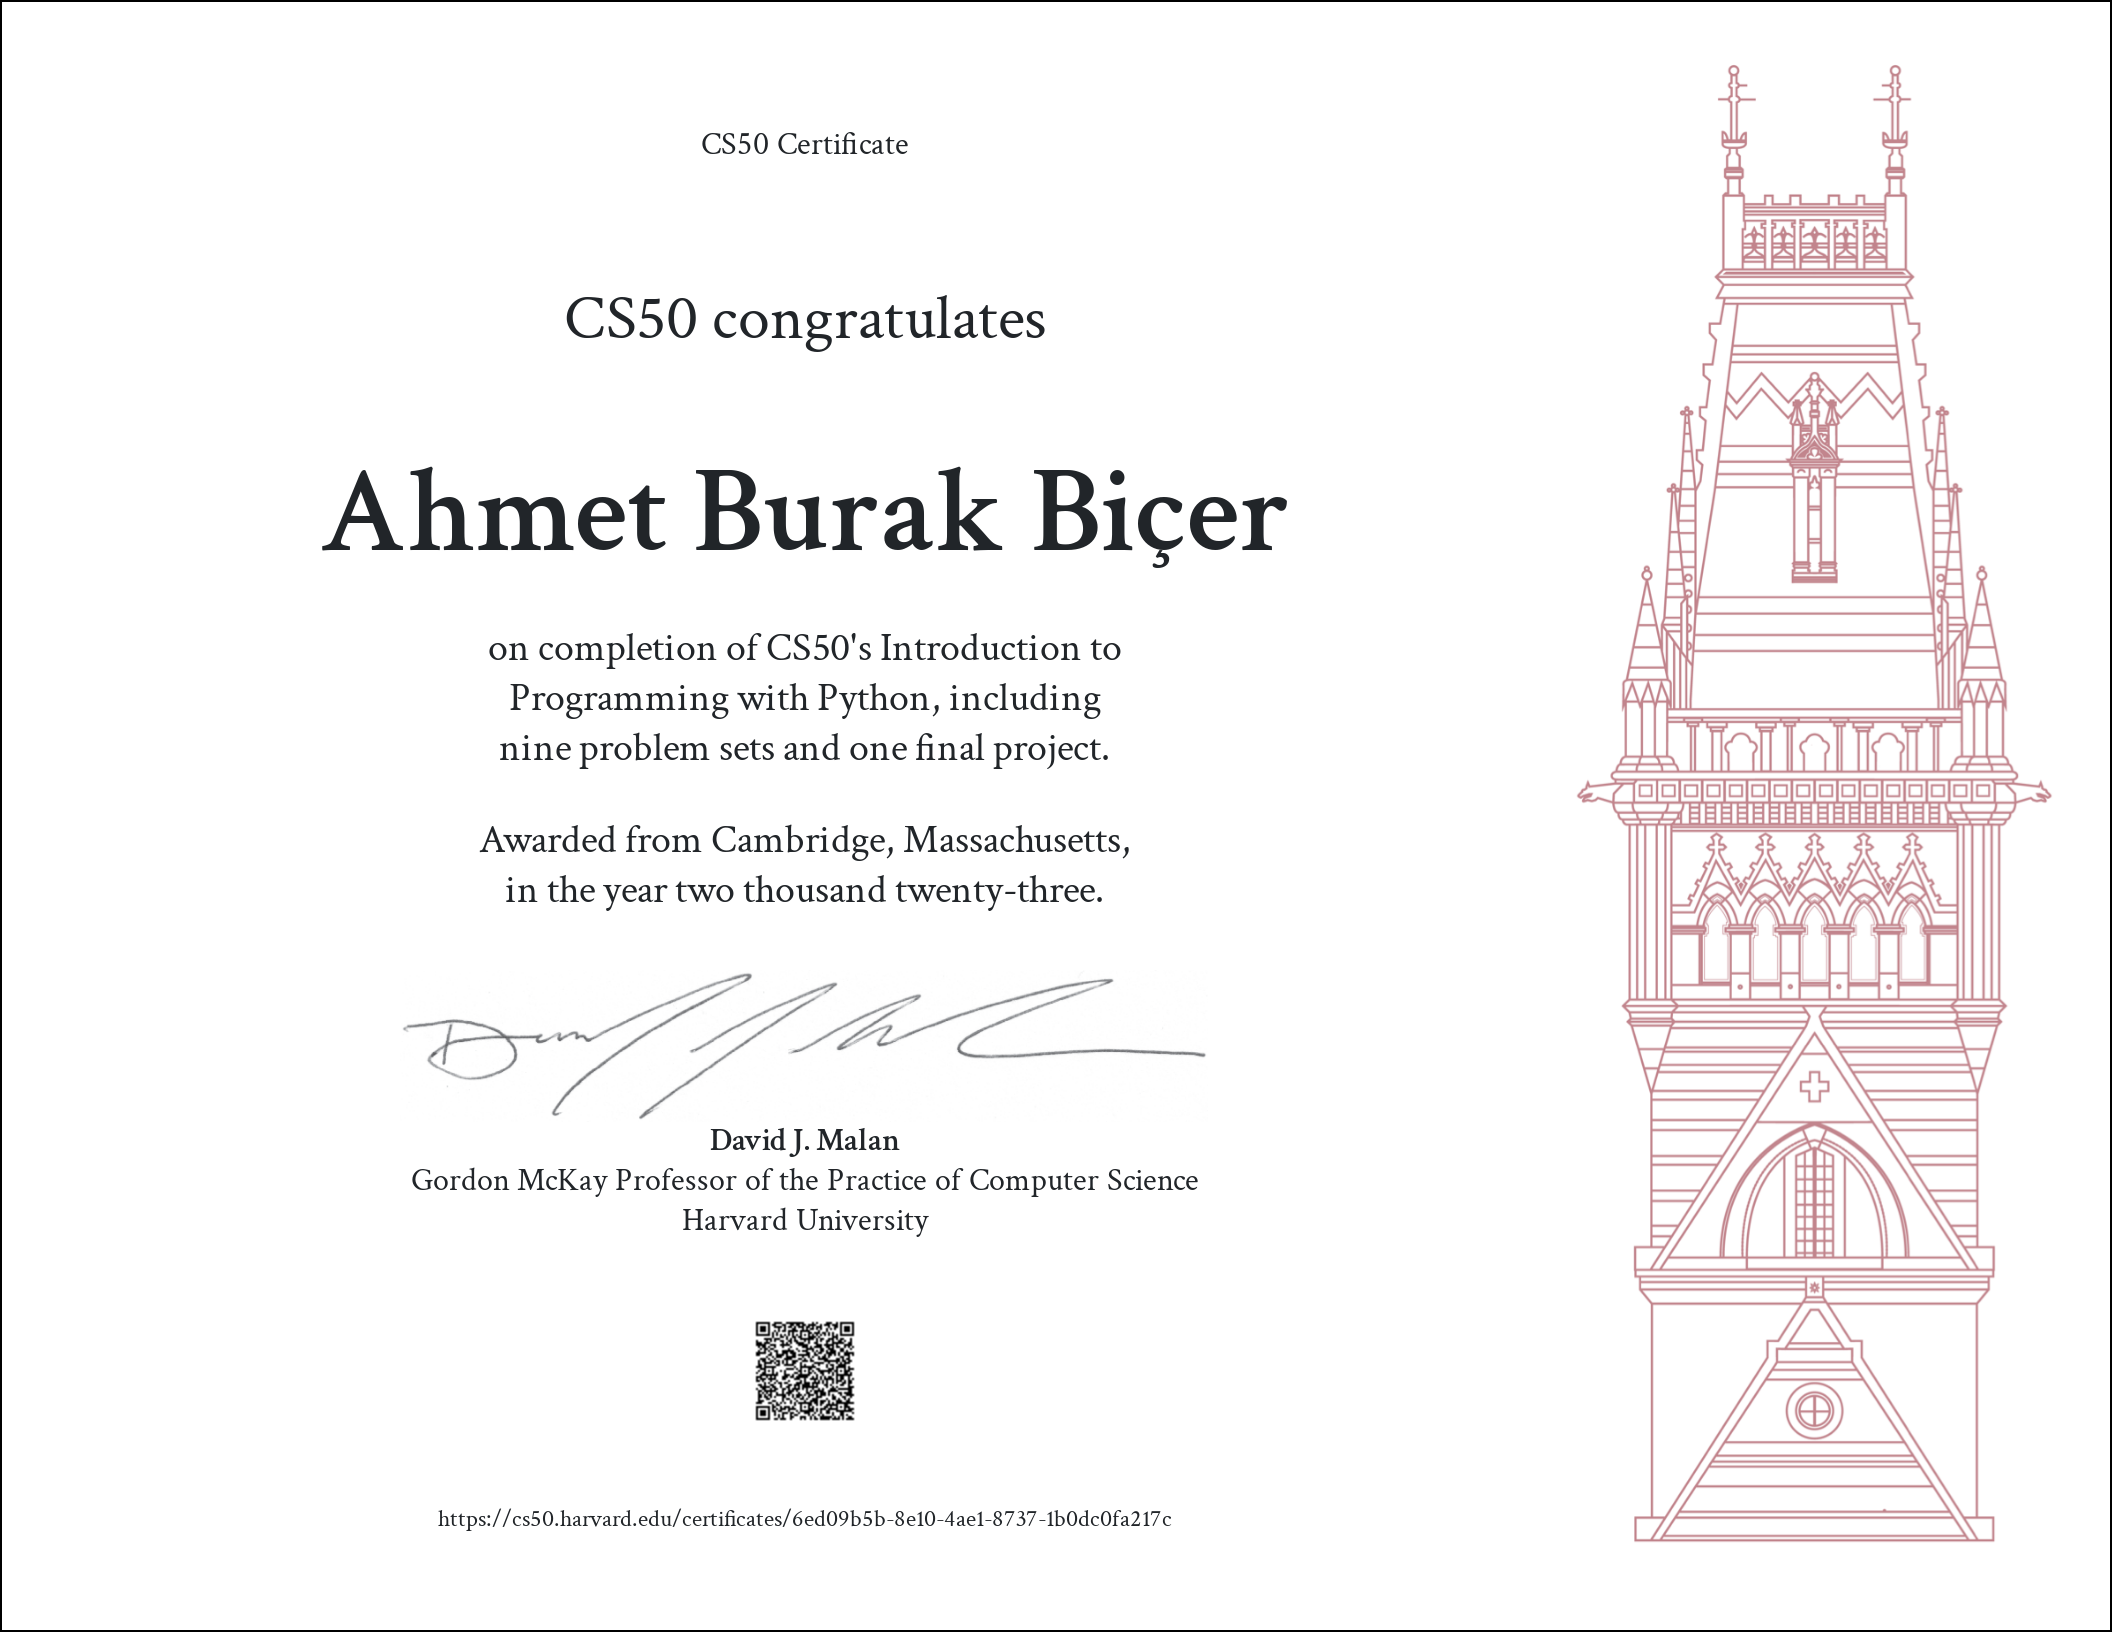 CS50 Certificate
CS50 congratulates
Ahmet Burak Biçer
on completion of CS50's Introduction to
Programming with Python, including
nine problem sets and one final project.
Awarded from Cambridge, Massachusetts,
in the year two thousand twenty-three.
David J. Malan
Gordon McKay Professor of the Practice of Computer Science
Harvard University
https://cs50.harvard.edu/certificates/6ed09b5b-8e10-4ae1-8737-1b0dc0fa217c